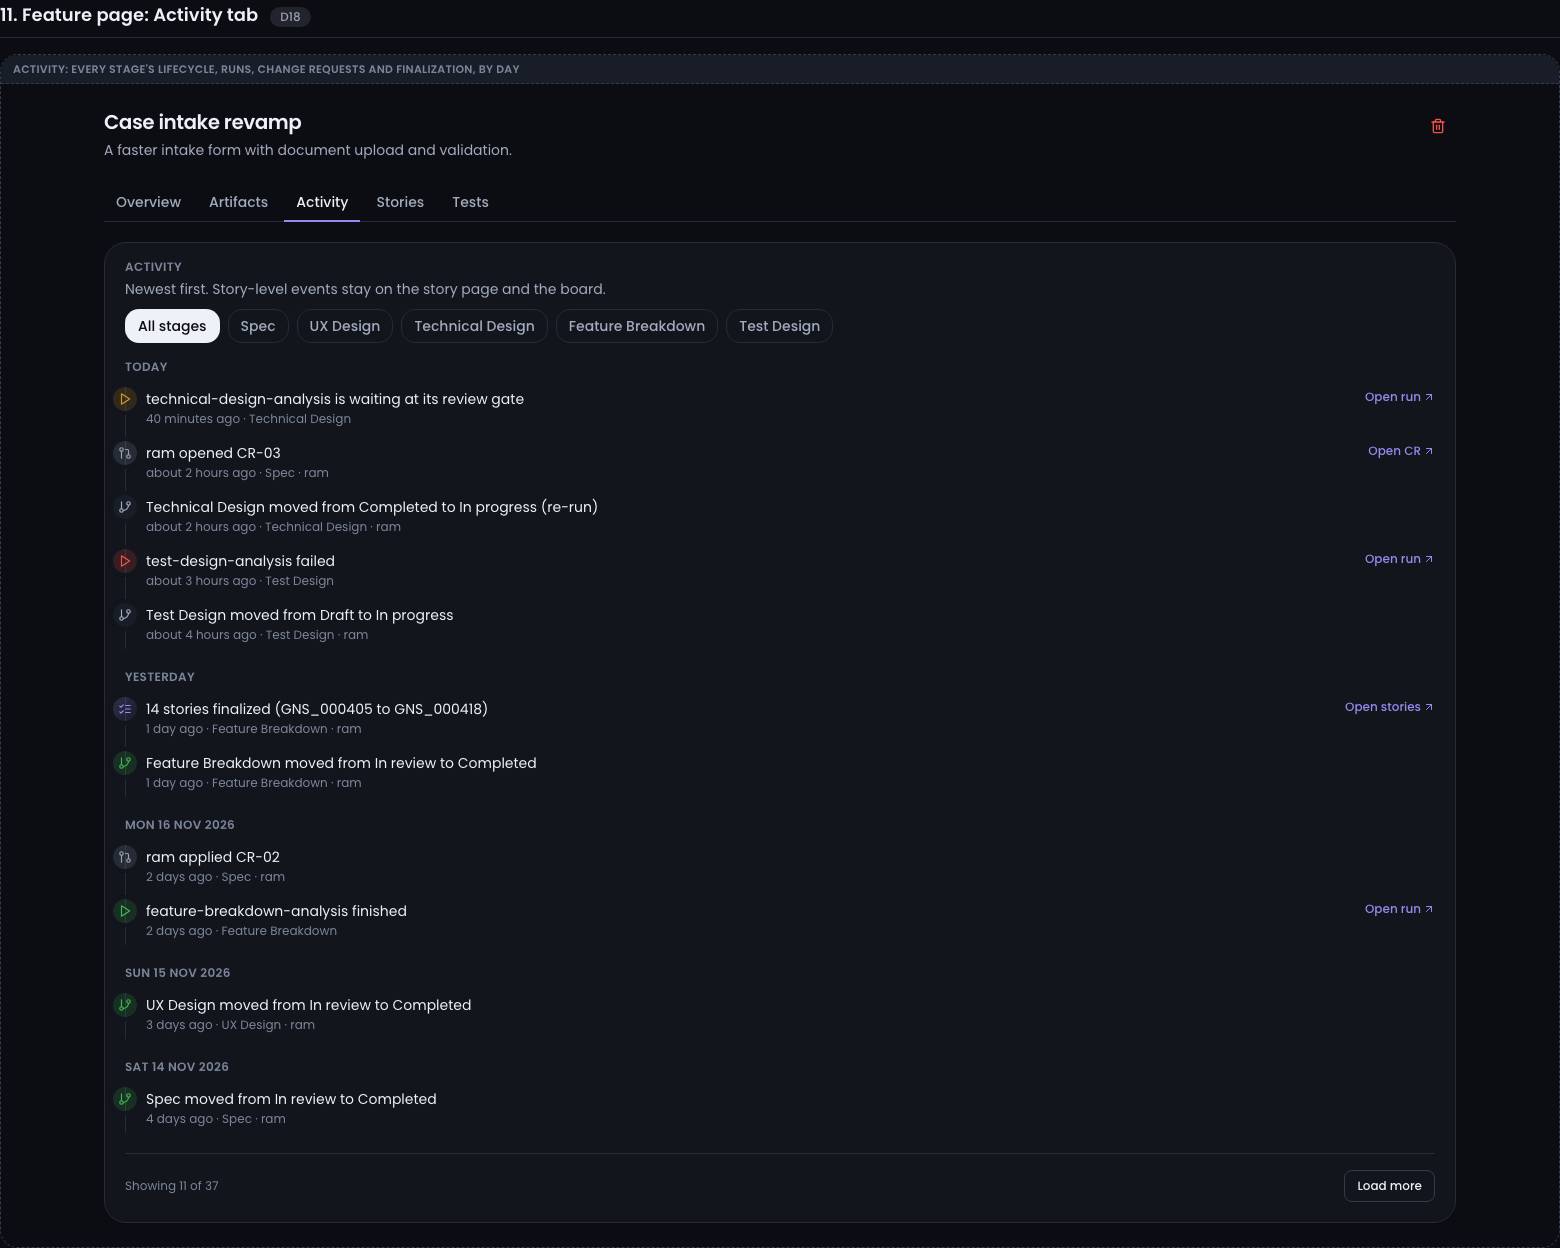 11. Feature page: Activity tab D18
ACTIVITY: EVERY STAGE'S LIFECYCLE, RUNS, CHANGE REQUESTS AND FINALIZATION, BY DAY
Case intake revamp
A faster intake form with document upload and validation.
Overview Artifacts Activity Stories Tests
ACTIVITY
Newest first. Story-level events stay on the story page and the board.
All stages Spec UX Design Technical Design Feature Breakdown Test Design
TODAY
technical-design-analysis is waiting at its review gate Open run
40 minutes ago · Technical Design
ram opened CR-03 Open CR
about 2 hours ago · Spec · ram
Technical Design moved from Completed to In progress (re-run)
about 2 hours ago · Technical Design · ram
test-design-analysis failed Open run
about 3 hours ago · Test Design
Test Design moved from Draft to In progress
about 4 hours ago · Test Design · ram
YESTERDAY
14 stories finalized (GNS_000405 to GNS_000418) Open stories
1 day ago · Feature Breakdown · ram
Feature Breakdown moved from In review to Completed
1 day ago · Feature Breakdown · ram
MON 16 NOV 2026
ram applied CR-02
2 days ago · Spec · ram
feature-breakdown-analysis finished Open run
2 days ago · Feature Breakdown
SUN 15 NOV 2026
UX Design moved from In review to Completed
3 days ago · UX Design · ram
SAT 14 NOV 2026
Spec moved from In review to Completed
4 days ago · Spec · ram
Showing 11 of 37 Load more